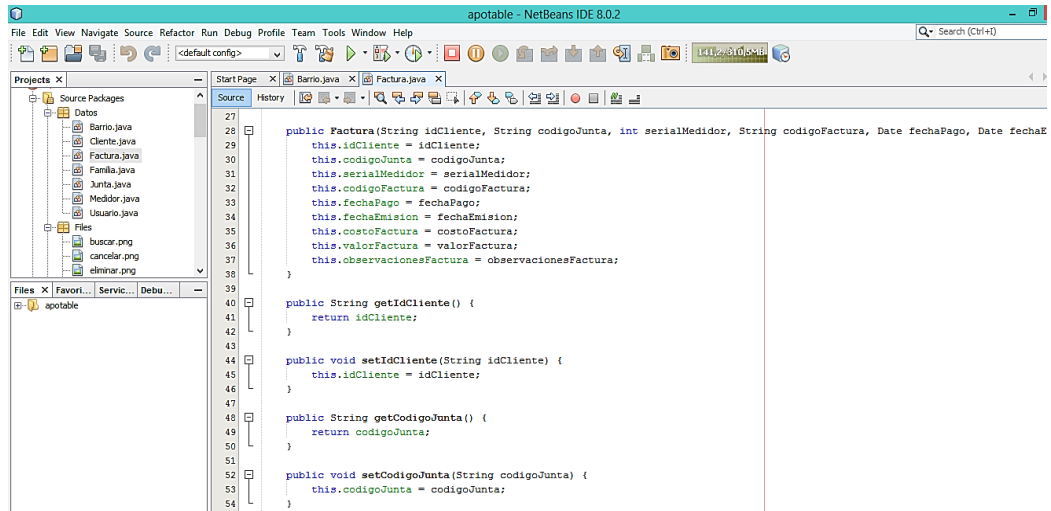 apotable - NetBeans IDE 8.0.2
File Edit View Navigate Source Refactor Run Debug Profile Team Tools Window Help
Search (Ctrl+I)
<default config>
141,2/310,5MB
Projects
Source Packages
Datos
Barrio.java
Cliente.java
Factura.java
Familia.java
Junta.java
Medidor.java
Usuario.java
Files
buscar.png
cancelar.png
eliminar.png
Files Favori... Servic... Debu...
apotable
Start Page Barrio.java Factura.java
Source History
27
28 public Factura(String idCliente, String codigoJunta, int serialMedidor, String codigoFactura, Date fechaPago, Date fechaE
29 this.idCliente = idCliente;
30 this.codigoJunta = codigoJunta;
31 this.serialMedidor = serialMedidor;
32 this.codigoFactura = codigoFactura;
33 this.fechaPago = fechaPago;
34 this.fechaEmision = fechaEmision;
35 this.costoFactura = costoFactura;
36 this.valorFactura = valorFactura;
37 this.observacionesFactura = observacionesFactura;
38 }
39
40 public String getIdCliente() {
41 return idCliente;
42 }
43
44 public void setIdCliente(String idCliente) {
45 this.idCliente = idCliente;
46 }
47
48 public String getCodigoJunta() {
49 return codigoJunta;
50 }
51
52 public void setCodigoJunta(String codigoJunta) {
53 this.codigoJunta = codigoJunta;
54 }